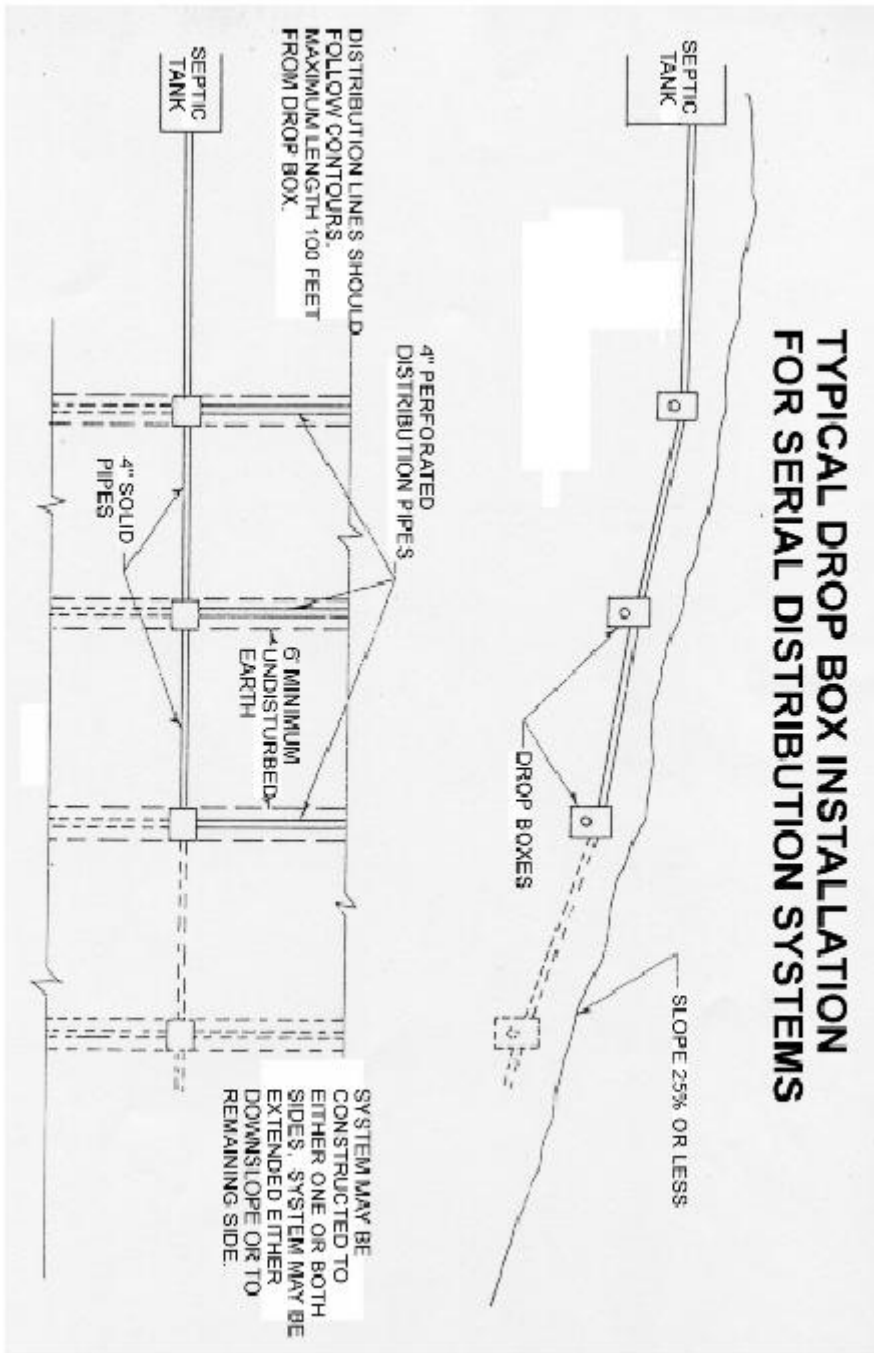 TYPICAL DROP BOX INSTALLATION
FOR SERIAL DISTRIBUTION SYSTEMS
SEPTIC
TANK
SLOPE 25% OR LESS
DROP BOXES
4" PERFORATED
DISTRIBUTION PIPES
SEPTIC
TANK
DISTRIBUTION LINES SHOULD
FOLLOW CONTOURS.
MAXIMUM LENGTH 100 FEET
FROM DROP BOX.
6' MINIMUM
UNDISTURBED
EARTH
4" SOLID
PIPES
SYSTEM MAY BE
CONSTRUCTED TO
EITHER ONE OR BOTH
SIDES. SYSTEM MAY BE
EXTENDED EITHER
DOWNSLOPE OR TO
REMAINING SIDE.